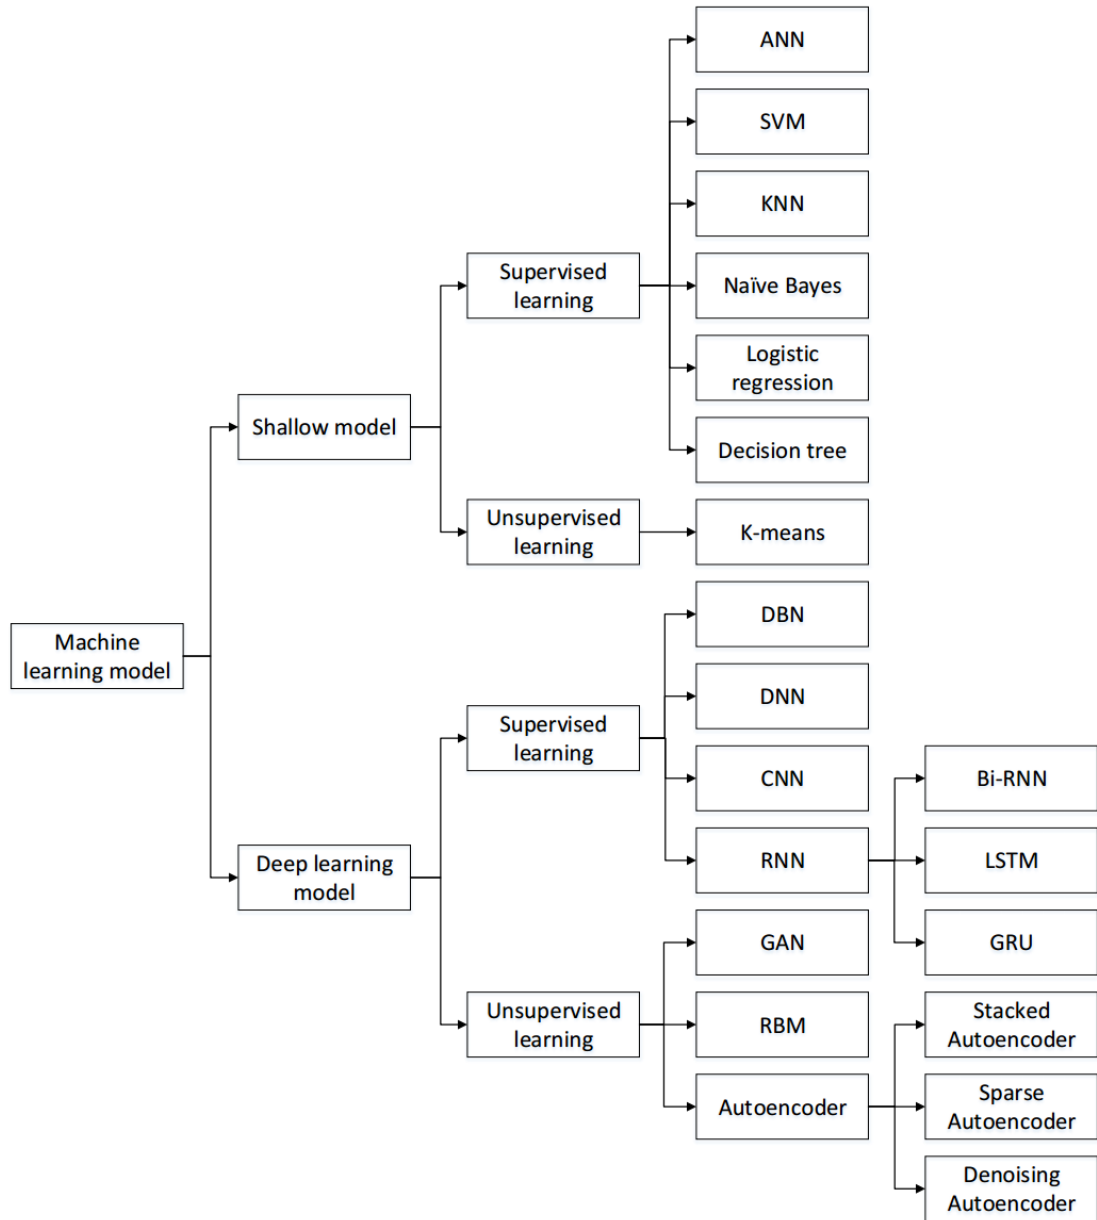 ANN
SVM
KNN
Supervised
learning
Naïve Bayes
Logistic
regression
Shallow model
Decision tree
Unsupervised
learning
K-means
DBN
Machine
learning model
DNN
Supervised
learning
CNN
Bi-RNN
Deep learning
model
RNN
LSTM
GAN
GRU
Unsupervised
learning
RBM
Stacked
Autoencoder
Autoencoder
Sparse
Autoencoder
Denoising
Autoencoder